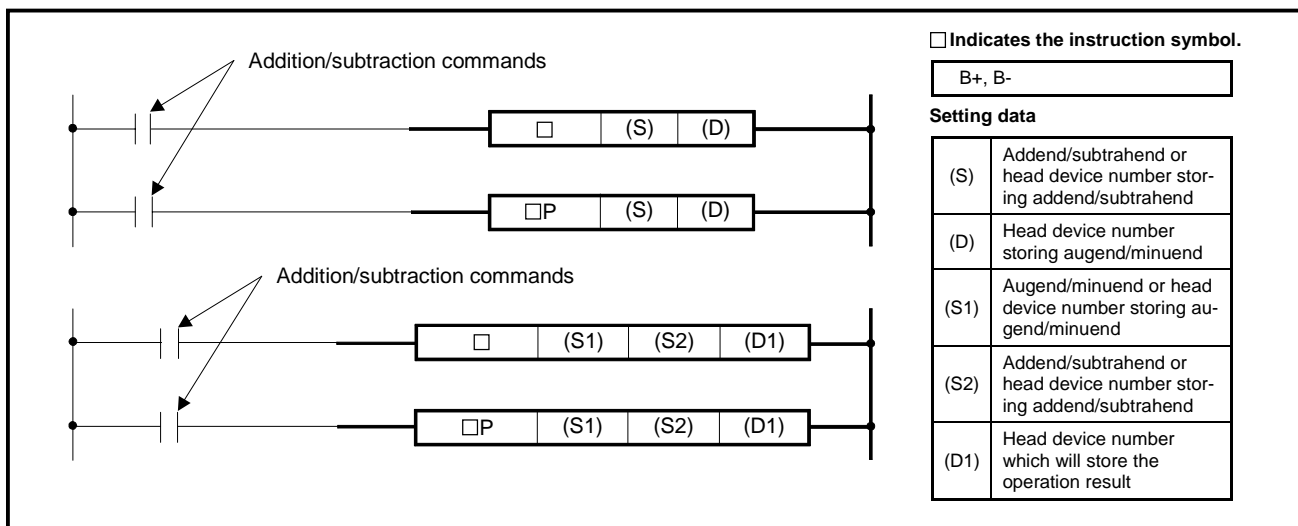 Addition/subtraction commands
□ (S) (D)
□P (S) (D)
Addition/subtraction commands
□ (S1) (S2) (D1)
□P (S1) (S2) (D1)
□ Indicates the instruction symbol.
B+, B-
Setting data
(S) Addend/subtrahend or
head device number stor-
ing addend/subtrahend
(D) Head device number
storing augend/minuend
(S1) Augend/minuend or head
device number storing au-
gend/minuend
(S2) Addend/subtrahend or
head device number stor-
ing addend/subtrahend
(D1) Head device number
which will store the
operation result